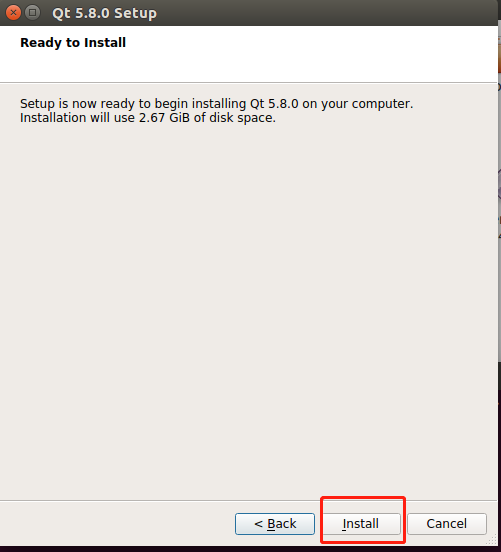 Qt 5.8.0 Setup
Ready to Install
Setup is now ready to begin installing Qt 5.8.0 on your computer.
Installation will use 2.67 GiB of disk space.
< Back
Install
Cancel